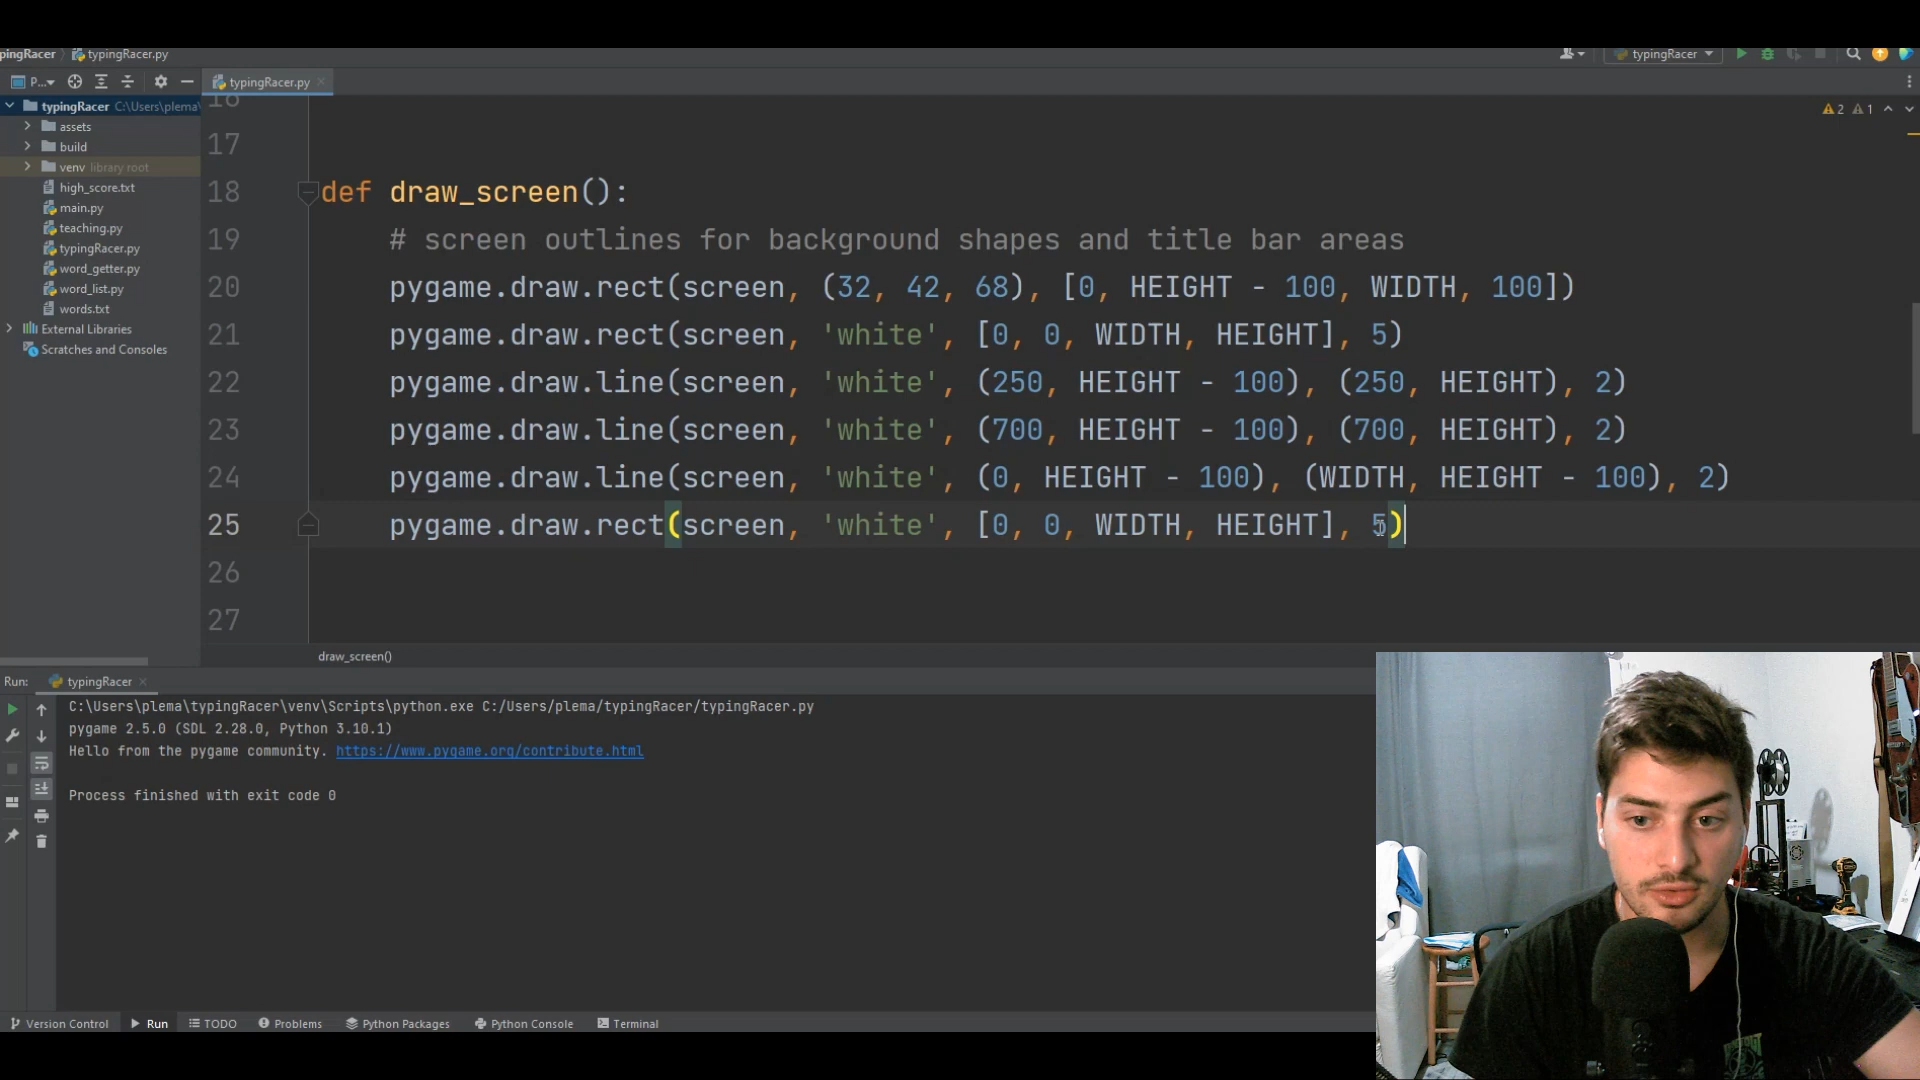 pingRacer typingRacer.py typingRacer
P... typingRacer.py
typingRacer C:\Users\plema\
assets
build
venv library root
high_score.txt
main.py
teaching.py
typingRacer.py
word_getter.py
word_list.py
words.txt
External Libraries
Scratches and Consoles
2 1
16
17
18 def draw_screen():
19 # screen outlines for background shapes and title bar areas
20 pygame.draw.rect(screen, (32, 42, 68), [0, HEIGHT - 100, WIDTH, 100])
21 pygame.draw.rect(screen, 'white', [0, 0, WIDTH, HEIGHT], 5)
22 pygame.draw.line(screen, 'white', (250, HEIGHT - 100), (250, HEIGHT), 2)
23 pygame.draw.line(screen, 'white', (700, HEIGHT - 100), (700, HEIGHT), 2)
24 pygame.draw.line(screen, 'white', (0, HEIGHT - 100), (WIDTH, HEIGHT - 100), 2)
25 pygame.draw.rect(screen, 'white', [0, 0, WIDTH, HEIGHT], 5)
26
27
draw_screen()
Run: typingRacer
C:\Users\plema\typingRacer\venv\Scripts\python.exe C:/Users/plema/typingRacer/typingRacer.py
pygame 2.5.0 (SDL 2.28.0, Python 3.10.1)
Hello from the pygame community. https://www.pygame.org/contribute.html
Process finished with exit code 0
Version Control Run TODO Problems Python Packages Python Console Terminal